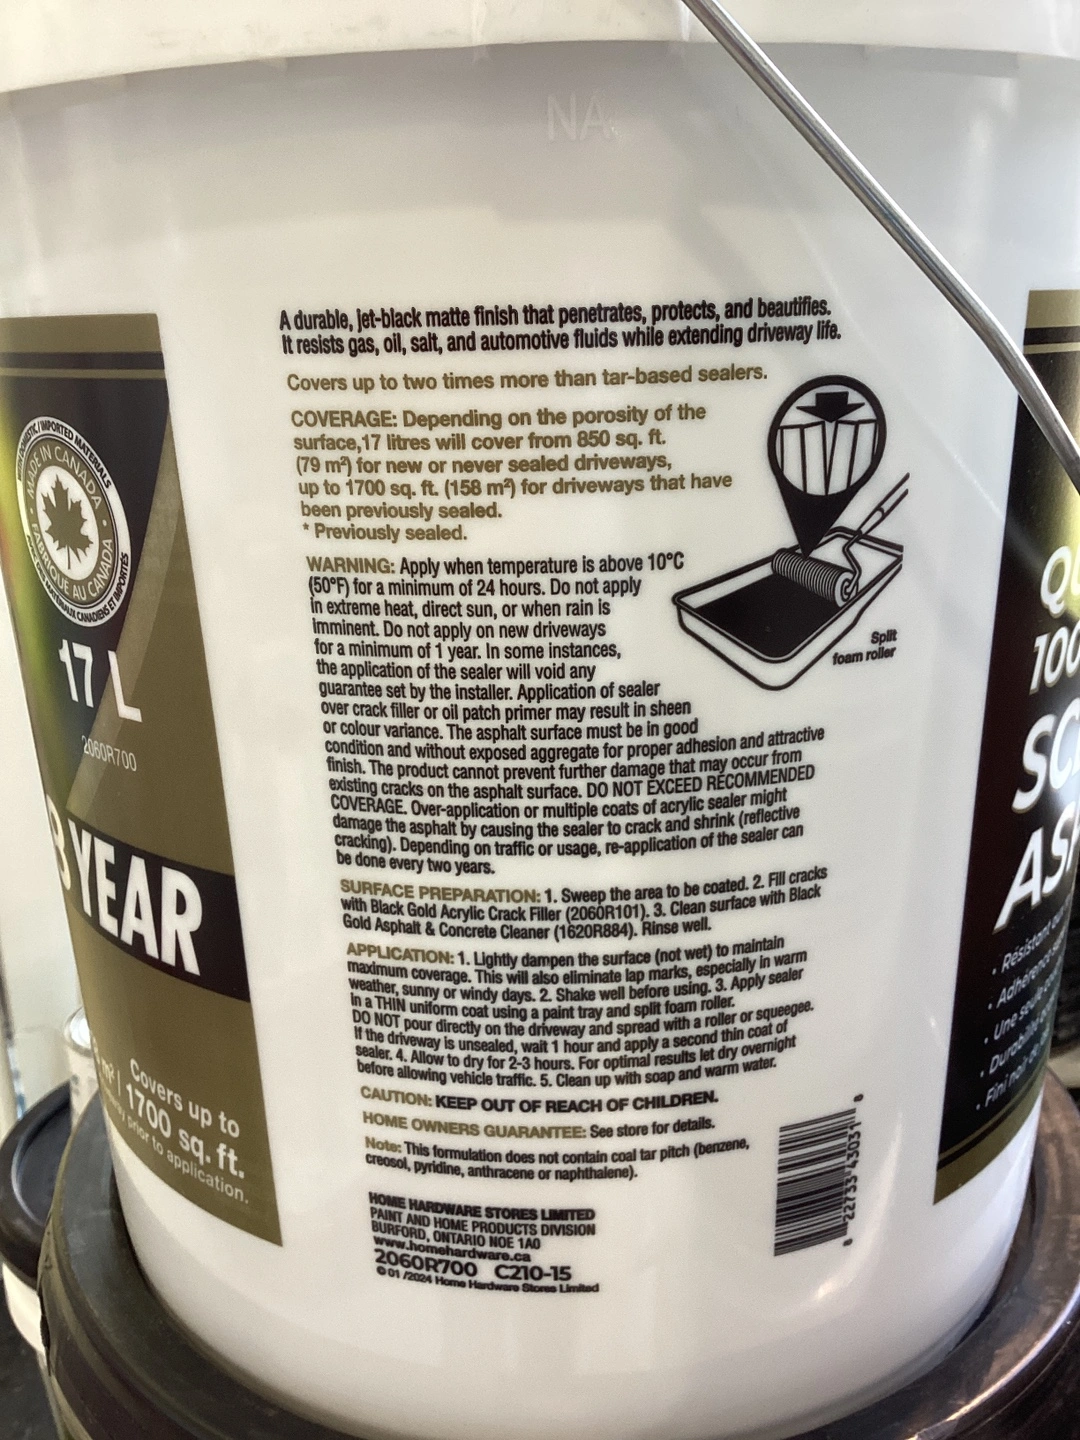 NA
A durable, jet-black matte finish that penetrates, protects, and beautifies.
It resists gas, oil, salt, and automotive fluids while extending driveway life.
Covers up to two times more than tar-based sealers.
COVERAGE: Depending on the porosity of the
surface,17 litres will cover from 850 sq. ft.
(79 m²) for new or never sealed driveways,
up to 1700 sq. ft. (158 m²) for driveways that have
been previously sealed.
* Previously sealed.
WARNING: Apply when temperature is above 10°C
(50°F) for a minimum of 24 hours. Do not apply
in extreme heat, direct sun, or when rain is
imminent. Do not apply on new driveways
for a minimum of 1 year. In some instances,
the application of the sealer will void any
guarantee set by the installer. Application of sealer
over crack filler or oil patch primer may result in sheen
or colour variance. The asphalt surface must be in good
condition and without exposed aggregate for proper adhesion and attractive
finish. The product cannot prevent further damage that may occur from
existing cracks on the asphalt surface. DO NOT EXCEED RECOMMENDED
COVERAGE. Over-application or multiple coats of acrylic sealer might
damage the asphalt by causing the sealer to crack and shrink (reflective
cracking). Depending on traffic or usage, re-application of the sealer can
be done every two years.
Split
foam roller
SURFACE PREPARATION: 1. Sweep the area to be coated. 2. Fill cracks
with Black Gold Acrylic Crack Filler (2060R101). 3. Clean surface with Black
Gold Asphalt & Concrete Cleaner (1620R884). Rinse well.
APPLICATION: 1. Lightly dampen the surface (not wet) to maintain
maximum coverage. This will also eliminate lap marks, especially in warm
weather, sunny or windy days. 2. Shake well before using. 3. Apply sealer
in a THIN uniform coat using a paint tray and split foam roller.
DO NOT pour directly on the driveway and spread with a roller or squeegee.
If the driveway is unsealed, wait 1 hour and apply a second thin coat of
sealer. 4. Allow to dry for 2-3 hours. For optimal results let dry overnight
before allowing vehicle traffic. 5. Clean up with soap and warm water.
CAUTION: KEEP OUT OF REACH OF CHILDREN.
HOME OWNERS GUARANTEE: See store for details.
Note: This formulation does not contain coal tar pitch (benzene,
creosol, pyridine, anthracene or naphthalene).
HOME HARDWARE STORES LIMITED
PAINT AND HOME PRODUCTS DIVISION
BURFORD, ONTARIO N0E 1A0
www.homehardware.ca
2060R700 C210-15
©01/2024 Home Hardware Stores Limited
8 22733 43031 8
MADE IN CANADA
FABRIQUÉ AU CANADA
IMPORTED MATERIALS
17 L
2060R700
3 YEAR
m² | Covers up to
1700 sq. ft.
prior to application.
100
· Résistant
· Adhérence
· Une seule
· Durabilité
· Fini noir